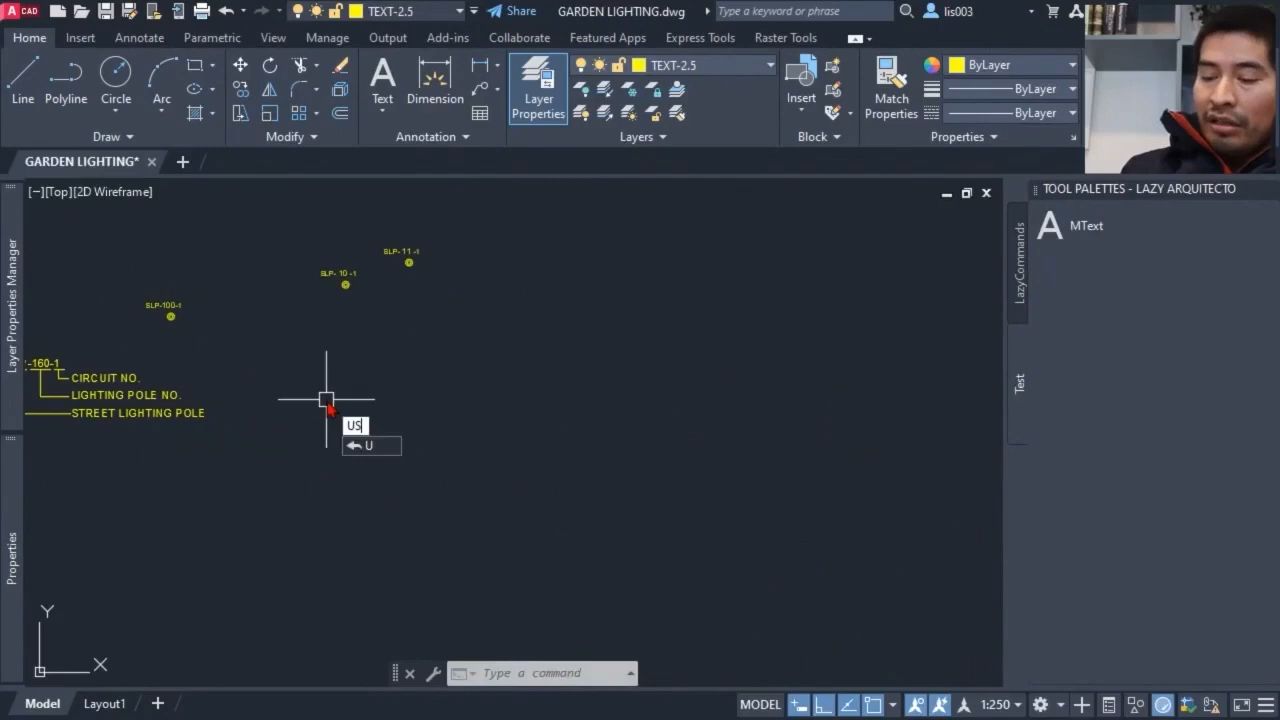 A CAD
TEXT-2.5
Share
GARDEN LIGHTING.dwg
Type a keyword or phrase
lis003
Home
Insert
Annotate
Parametric
View
Manage
Output
Add-ins
Collaborate
Featured Apps
Express Tools
Raster Tools
Line
Polyline
Circle
Arc
Text
Dimension
Layer
Properties
TEXT-2.5
Insert
Match
Properties
ByLayer
ByLayer
ByLayer
Draw
Modify
Annotation
Layers
Block
Properties
GARDEN LIGHTING*
[−][Top][2D Wireframe]
TOOL PALETTES - LAZY ARQUITECTO
A MText
LazyCommands
Test
Layer Properties Manager
Properties
SLP- 11 -1
SLP- 10 -1
SLP-100-1
-160-1
CIRCUIT NO.
LIGHTING POLE NO.
STREET LIGHTING POLE
US
U
Y
X
Type a command
Model
Layout1
MODEL
1:250